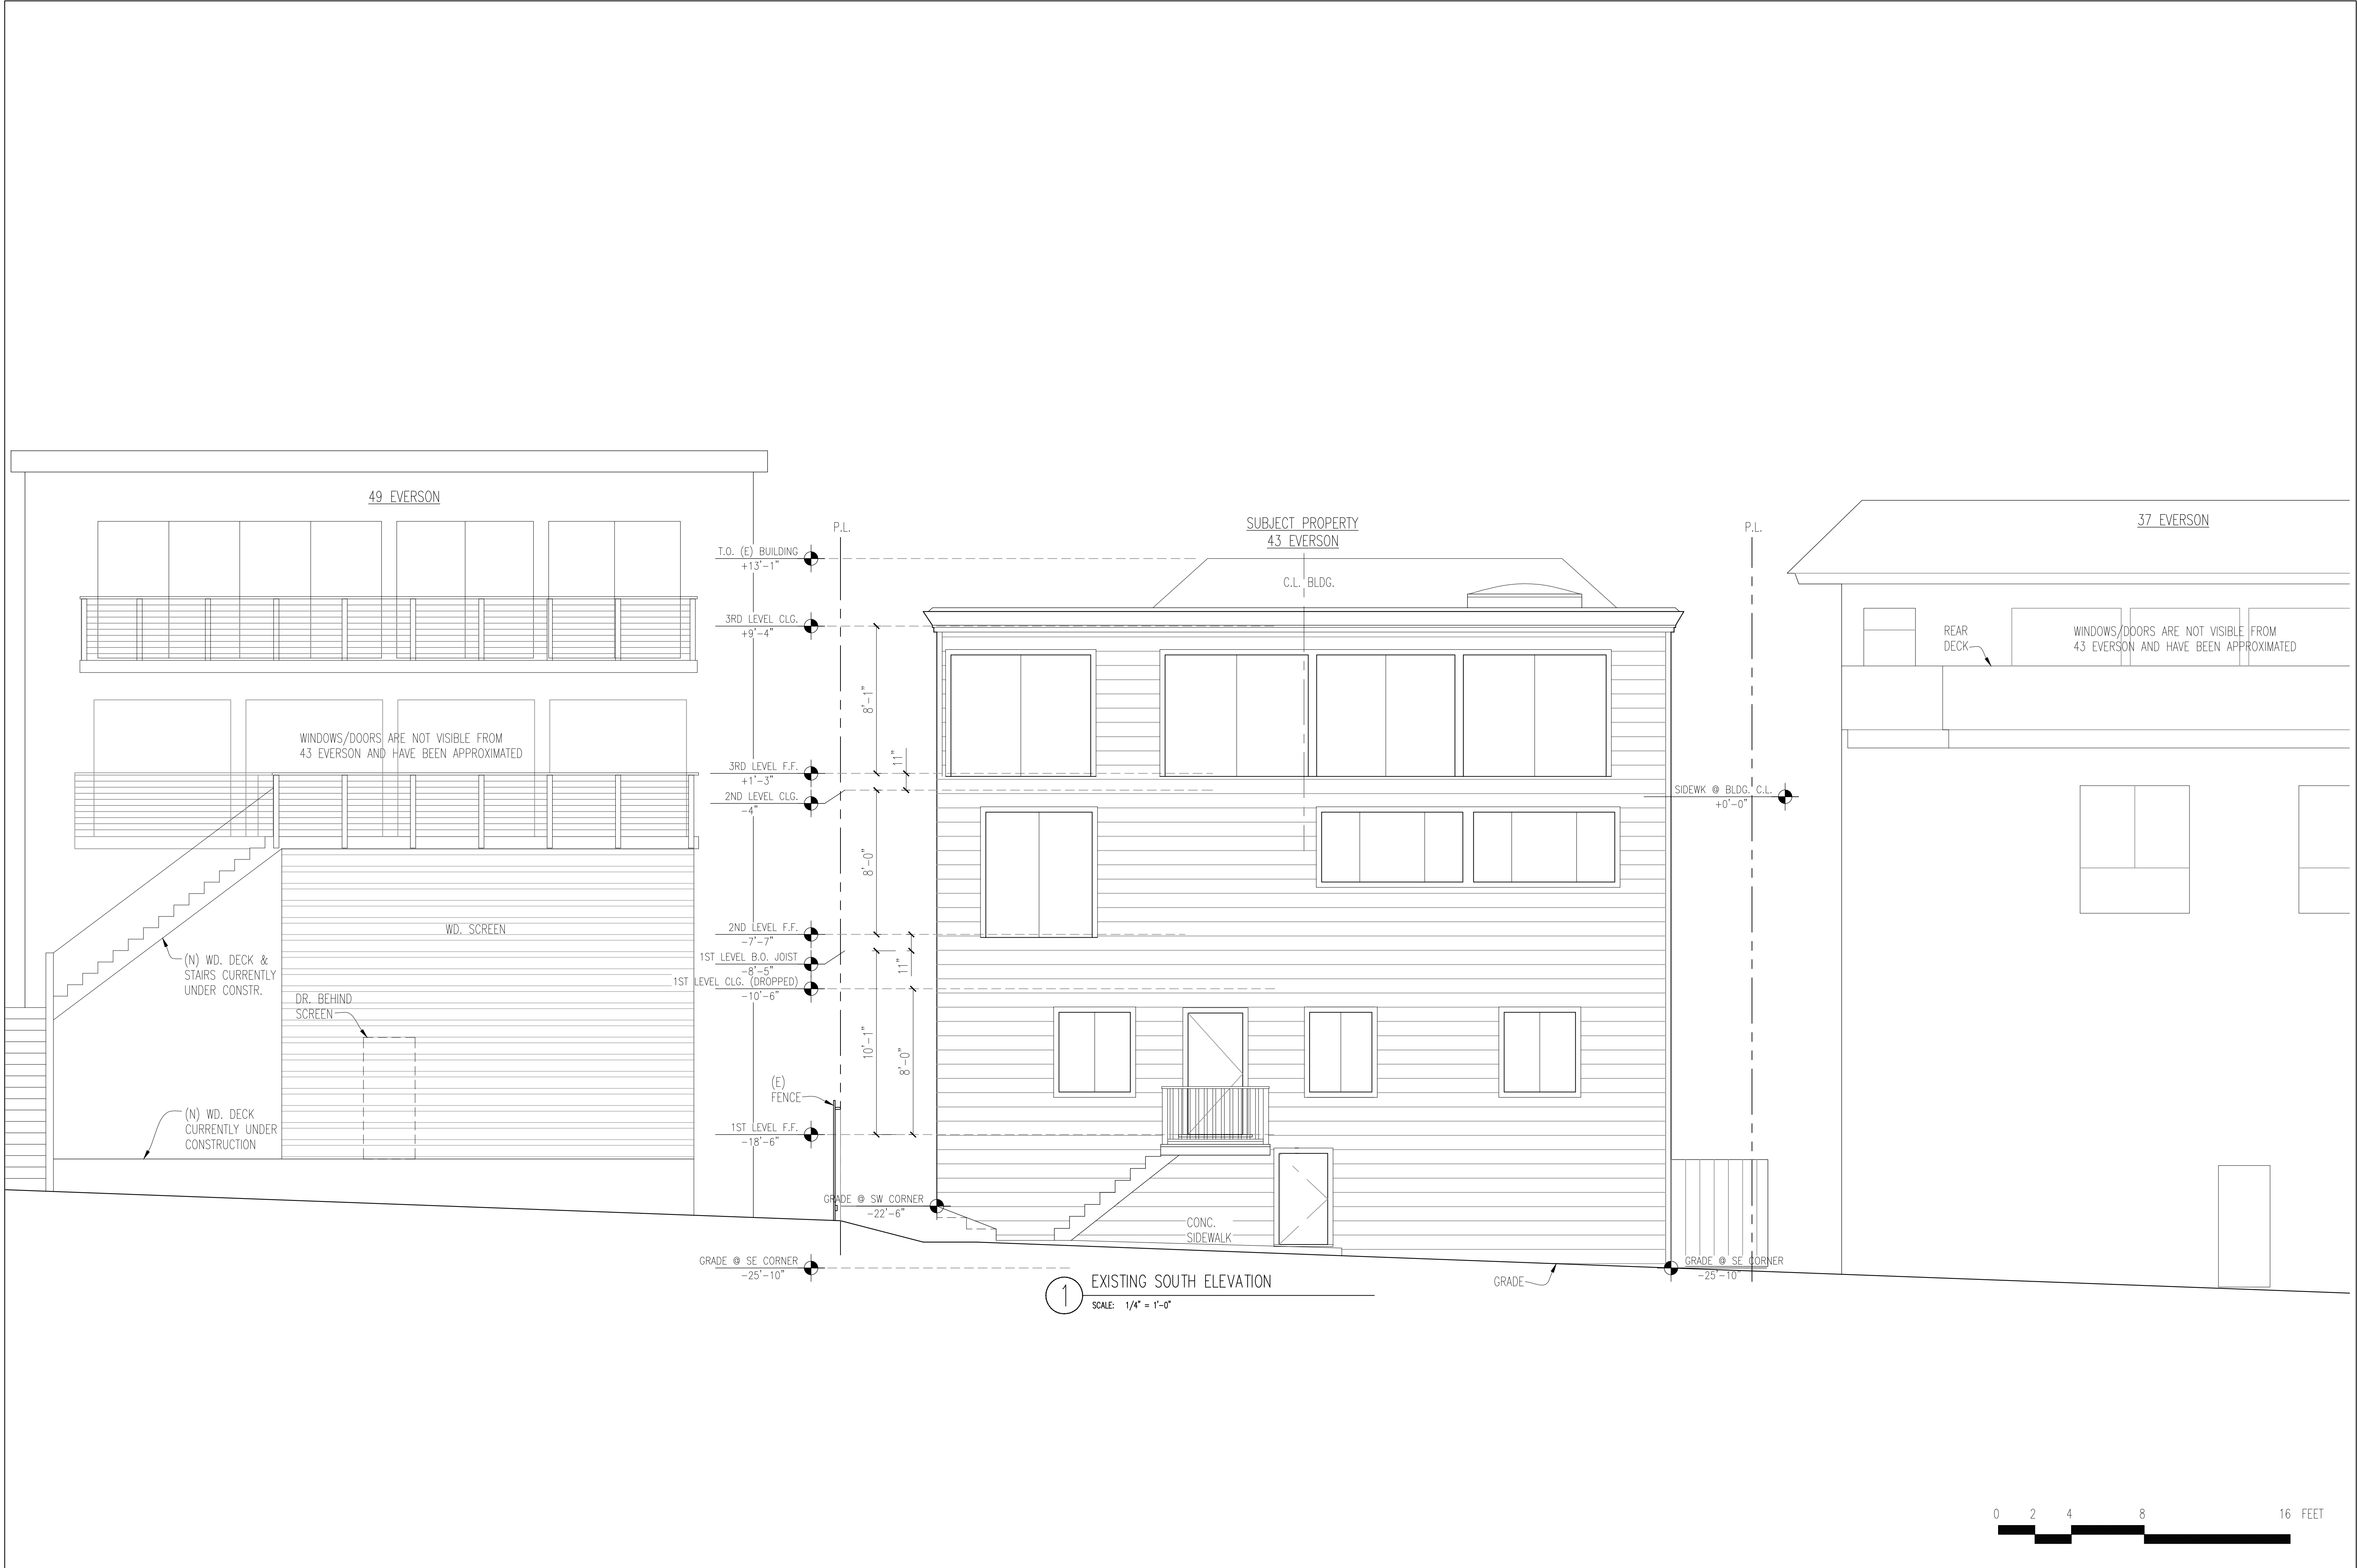 49 EVERSON
SUBJECT PROPERTY
43 EVERSON
37 EVERSON
P.L.
P.L.
T.O. (E) BUILDING
+13'-1"
C.L. BLDG.
3RD LEVEL CLG.
+9'-4"
REAR
DECK
WINDOWS/DOORS ARE NOT VISIBLE FROM
43 EVERSON AND HAVE BEEN APPROXIMATED
8'-1"
WINDOWS/DOORS ARE NOT VISIBLE FROM
43 EVERSON AND HAVE BEEN APPROXIMATED
11"
3RD LEVEL F.F.
+1'-3"
2ND LEVEL CLG.
-4"
SIDEWK @ BLDG. C.L.
+0'-0"
8'-0"
WD. SCREEN
2ND LEVEL F.F.
-7'-7"
1ST LEVEL B.O. JOIST
-8'-5"
11"
1ST LEVEL CLG. (DROPPED)
-10'-6"
(N) WD. DECK &
STAIRS CURRENTLY
UNDER CONSTR.
DR. BEHIND
SCREEN
10'-1"
8'-0"
(E)
FENCE
(N) WD. DECK
CURRENTLY UNDER
CONSTRUCTION
1ST LEVEL F.F.
-18'-6"
GRADE @ SW CORNER
-22'-6"
CONC.
SIDEWALK
GRADE @ SE CORNER
-25'-10"
GRADE @ SE CORNER
-25'-10"
GRADE
1
EXISTING SOUTH ELEVATION
SCALE: 1/4" = 1'-0"
0 2 4 8 16 FEET